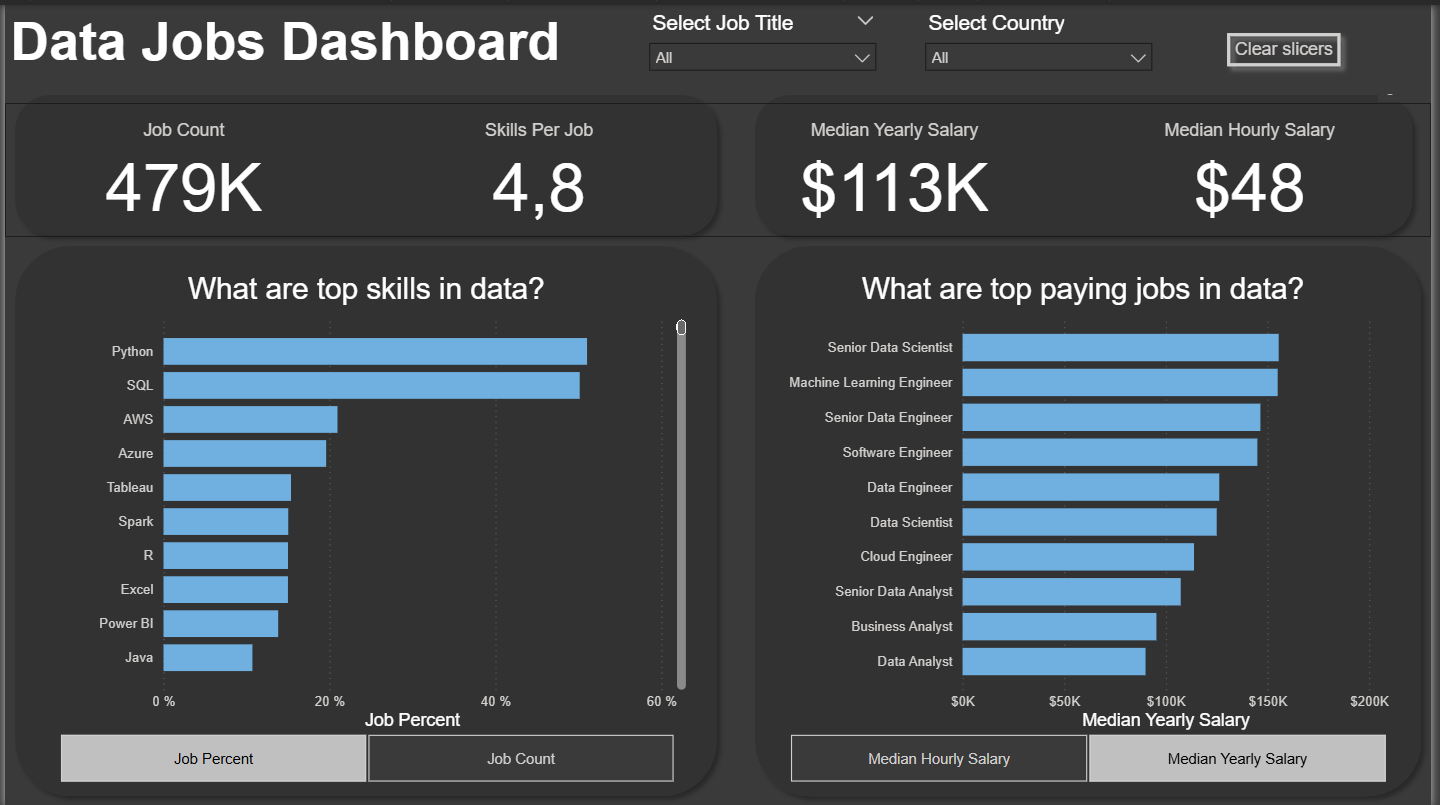 Data Jobs Dashboard
Select Job Title
All
Select Country
All
Clear slicers
Job Count
479K
Skills Per Job
4,8
Median Yearly Salary
$113K
Median Hourly Salary
$48
What are top skills in data?
Python
SQL
AWS
Azure
Tableau
Spark
R
Excel
Power BI
Java
0 % 20 % 40 % 60 %
Job Percent
Job Percent
Job Count
What are top paying jobs in data?
Senior Data Scientist
Machine Learning Engineer
Senior Data Engineer
Software Engineer
Data Engineer
Data Scientist
Cloud Engineer
Senior Data Analyst
Business Analyst
Data Analyst
$0K $50K $100K $150K $200K
Median Yearly Salary
Median Hourly Salary
Median Yearly Salary